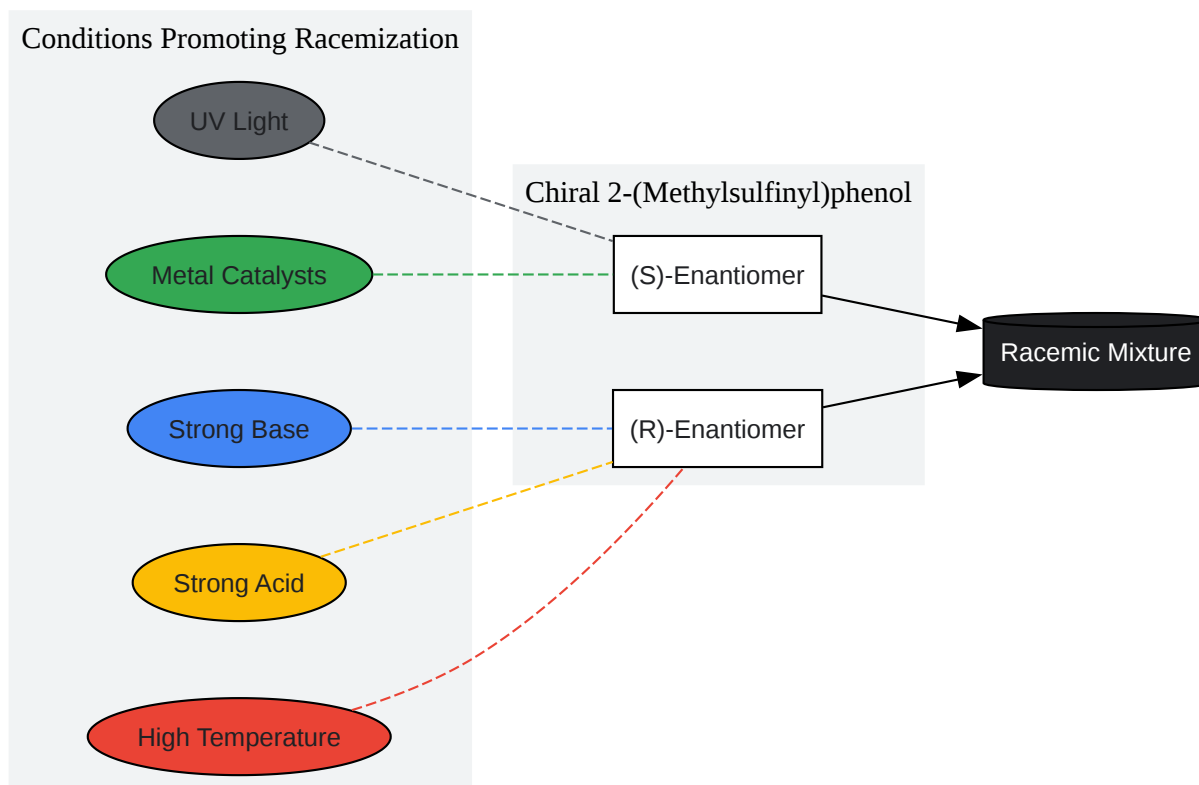 Conditions Promoting Racemization
UV Light
Metal Catalysts
Strong Base
Strong Acid
High Temperature
Chiral 2-(Methylsulfinyl)phenol
(S)-Enantiomer
(R)-Enantiomer
Racemic Mixture